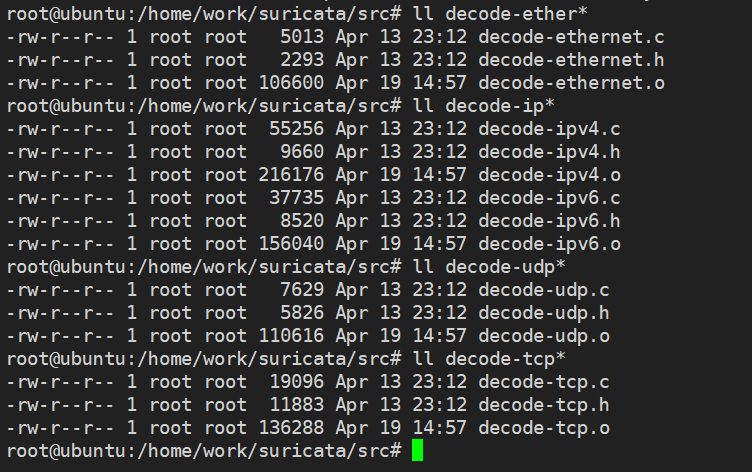 root@ubuntu:/home/work/suricata/src# ll decode-ether*
-rw-r--r-- 1 root root   5013 Apr 13 23:12 decode-ethernet.c
-rw-r--r-- 1 root root   2293 Apr 13 23:12 decode-ethernet.h
-rw-r--r-- 1 root root 106600 Apr 19 14:57 decode-ethernet.o
root@ubuntu:/home/work/suricata/src# ll decode-ip*
-rw-r--r-- 1 root root  55256 Apr 13 23:12 decode-ipv4.c
-rw-r--r-- 1 root root   9660 Apr 13 23:12 decode-ipv4.h
-rw-r--r-- 1 root root 216176 Apr 19 14:57 decode-ipv4.o
-rw-r--r-- 1 root root  37735 Apr 13 23:12 decode-ipv6.c
-rw-r--r-- 1 root root   8520 Apr 13 23:12 decode-ipv6.h
-rw-r--r-- 1 root root 156040 Apr 19 14:57 decode-ipv6.o
root@ubuntu:/home/work/suricata/src# ll decode-udp*
-rw-r--r-- 1 root root   7629 Apr 13 23:12 decode-udp.c
-rw-r--r-- 1 root root   5826 Apr 13 23:12 decode-udp.h
-rw-r--r-- 1 root root 110616 Apr 19 14:57 decode-udp.o
root@ubuntu:/home/work/suricata/src# ll decode-tcp*
-rw-r--r-- 1 root root  19096 Apr 13 23:12 decode-tcp.c
-rw-r--r-- 1 root root  11883 Apr 13 23:12 decode-tcp.h
-rw-r--r-- 1 root root 136288 Apr 19 14:57 decode-tcp.o
root@ubuntu:/home/work/suricata/src#